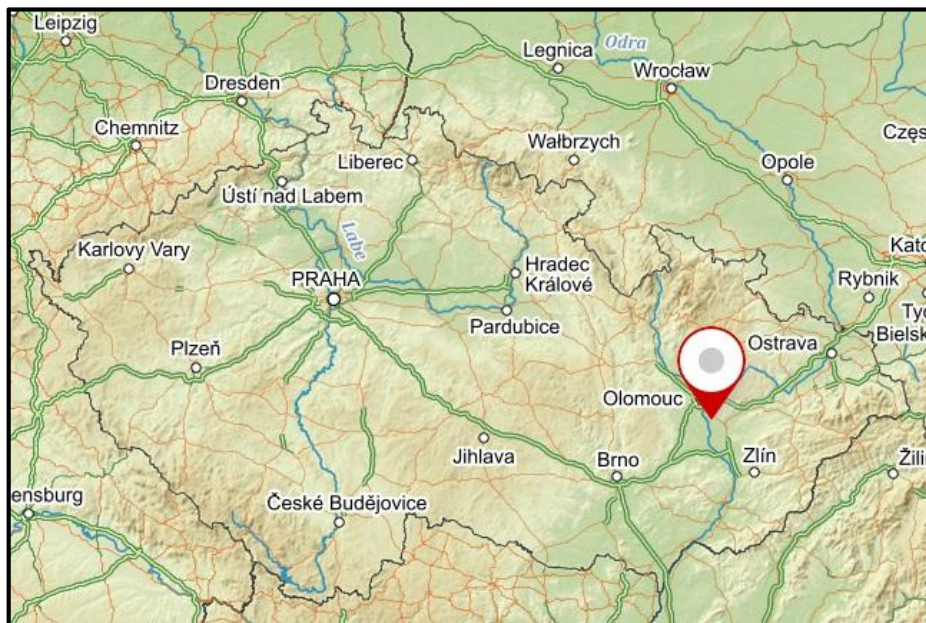 Leipzig
Legnica
Odra
Wrocław
Dresden
Chemnitz
Liberec
Wałbrzych
Częs
Opole
Ústí nad Labem
Labe
Karlovy Vary
PRAHA
Hradec
Králové
Kato
Rybnik
Pardubice
Tyc
Bielsk
Ostrava
Plzeň
Olomouc
Jihlava
Brno
Zlín
Žilin
ensburg
České Budějovice